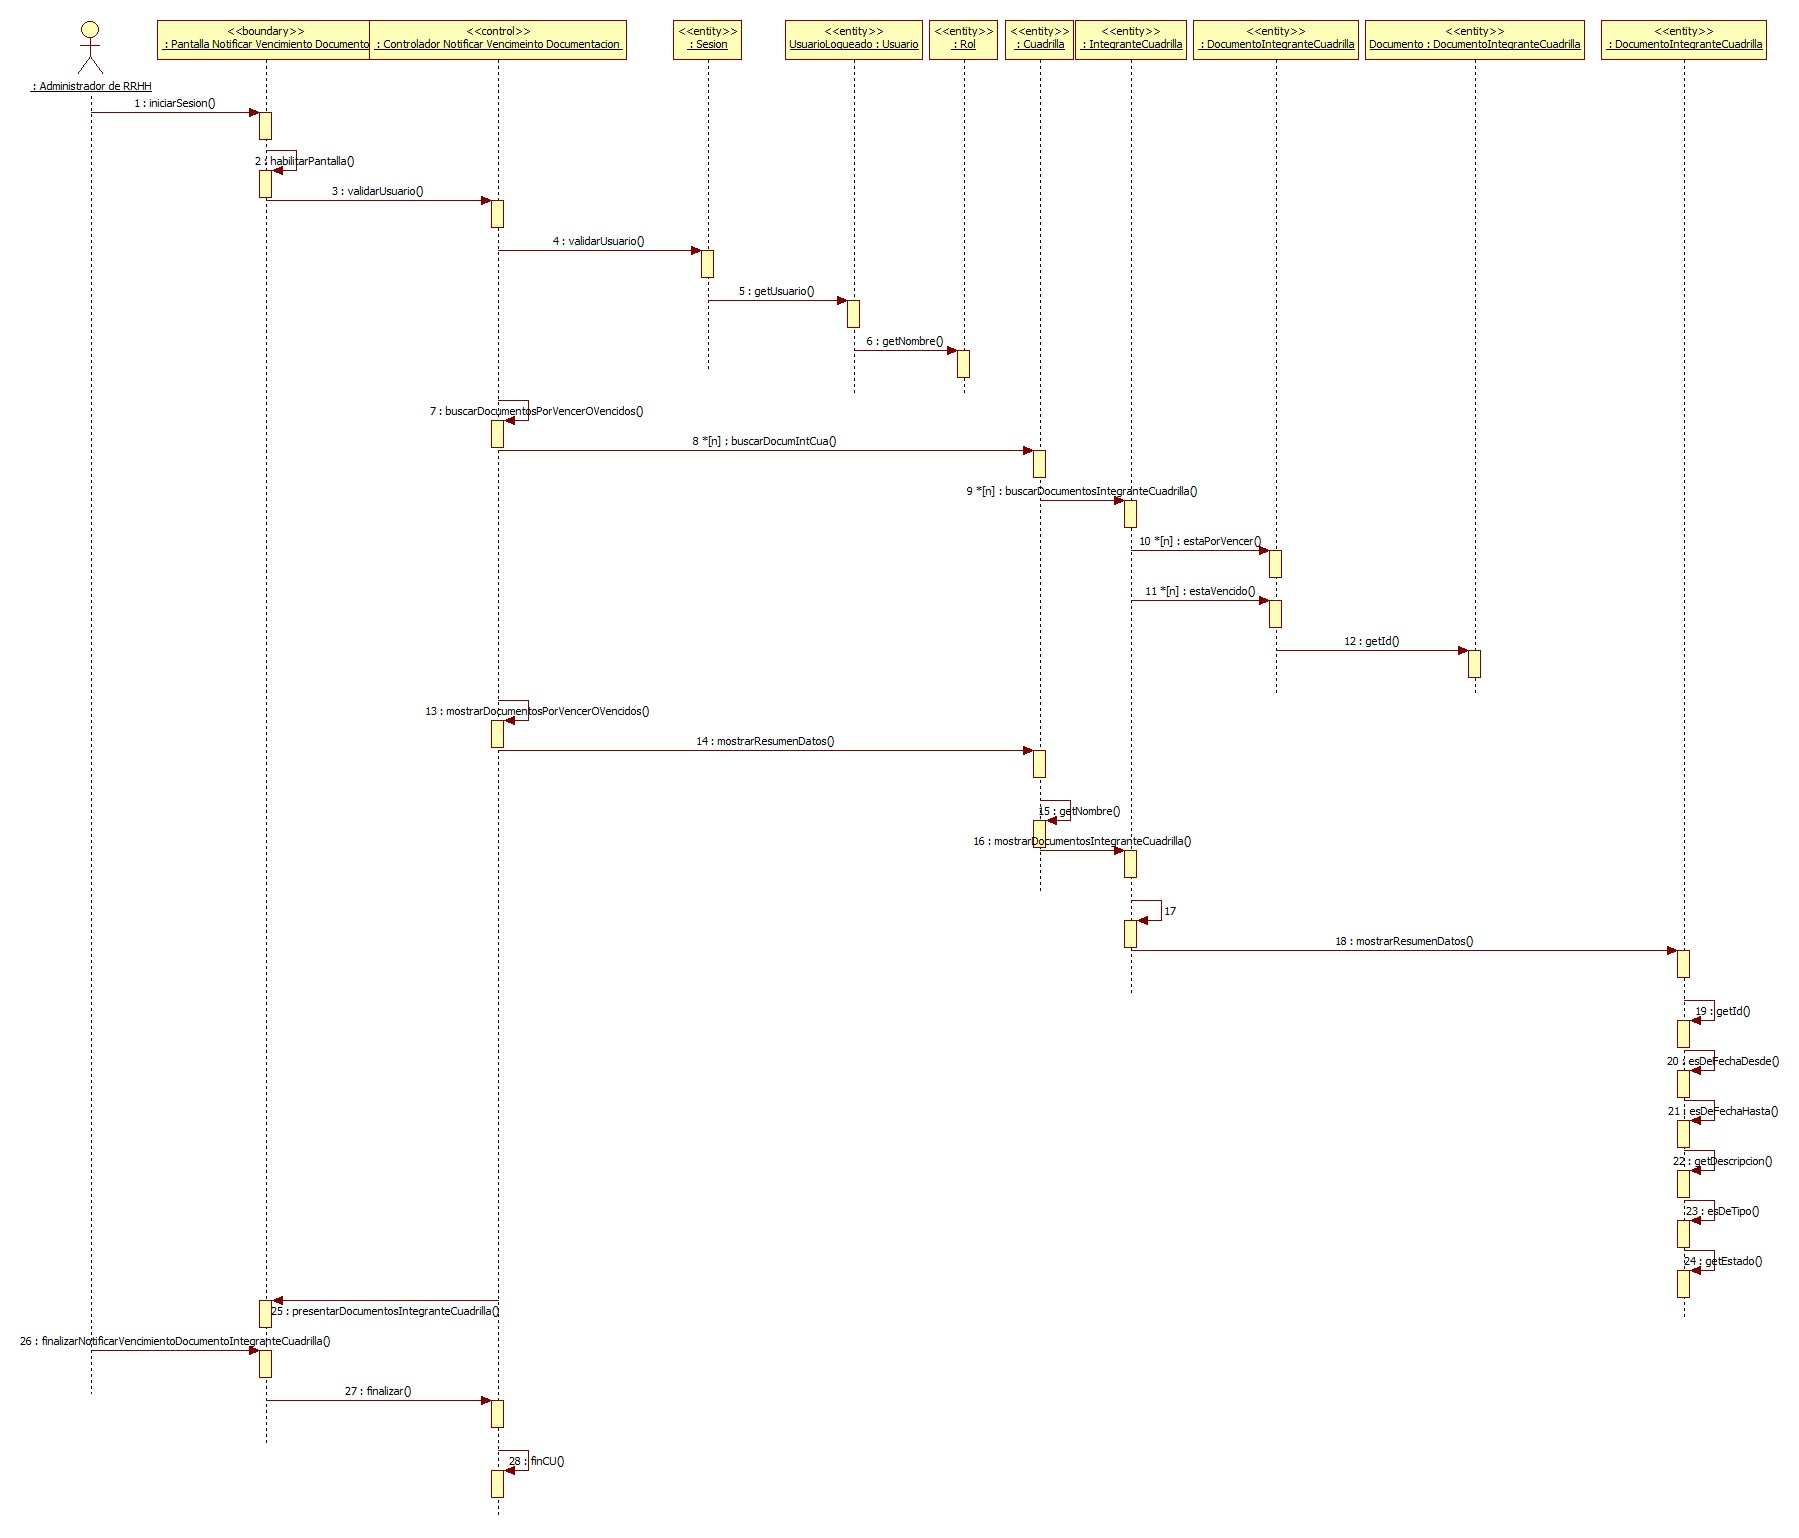 <<boundary>>
: Pantalla Notificar Vencimiento Documento
<<control>>
: Controlador Notificar Vencimeinto Documentacion
<<entity>>
: Sesion
<<entity>>
UsuarioLogueado : Usuario
<<entity>>
: Rol
<<entity>>
: Cuadrilla
<<entity>>
: IntegranteCuadrilla
<<entity>>
: DocumentoIntegranteCuadrilla
<<entity>>
Documento : DocumentoIntegranteCuadrilla
<<entity>>
: DocumentoIntegranteCuadrilla
: Administrador de RRHH
1 : iniciarSesion()
2 : habilitarPantalla()
3 : validarUsuario()
4 : validarUsuario()
5 : getUsuario()
6 : getNombre()
7 : buscarDocumentosPorVencerOVencidos()
8 *[n] : buscarDocumIntCua()
9 *[n] : buscarDocumentosIntegranteCuadrilla()
10 *[n] : estaPorVencer()
11 *[n] : estaVencido()
12 : getId()
13 : mostrarDocumentosPorVencerOVencidos()
14 : mostrarResumenDatos()
15 : getNombre()
16 : mostrarDocumentosIntegranteCuadrilla()
17
18 : mostrarResumenDatos()
19 : getId()
20 : esDeFechaDesde()
21 : esDeFechaHasta()
22 : getDescripcion()
23 : esDeTipo()
24 : getEstado()
25 : presentarDocumentosIntegranteCuadrilla()
26 : finalizarNotificarVencimientoDocumentoIntegranteCuadrilla()
27 : finalizar()
28 : finCU()